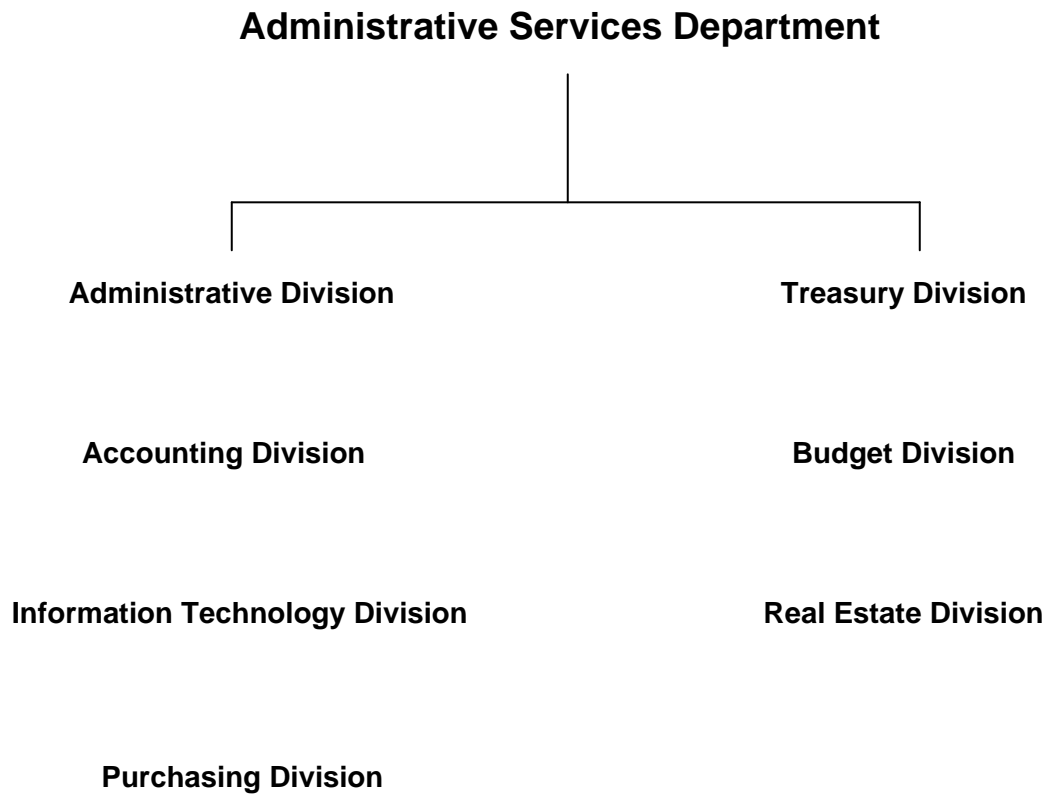 Administrative Services Department
Administrative Division
Treasury Division
Accounting Division
Budget Division
Information Technology Division
Real Estate Division
Purchasing Division